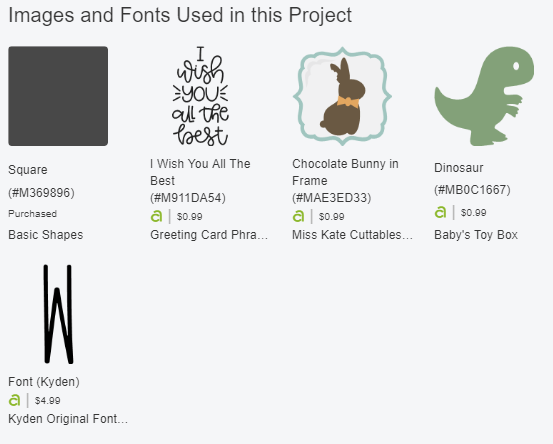 Images and Fonts Used in this Project
I
wish
YOU
all the
best
Square
(#M369896)
Purchased
Basic Shapes
I Wish You All The
Best
(#M911DA54)
a | $0.99
Greeting Card Phra...
Chocolate Bunny in
Frame
(#MAE3ED33)
a | $0.99
Miss Kate Cuttables...
Dinosaur
(#MB0C1667)
a | $0.99
Baby's Toy Box
W
Font (Kyden)
a | $4.99
Kyden Original Font...